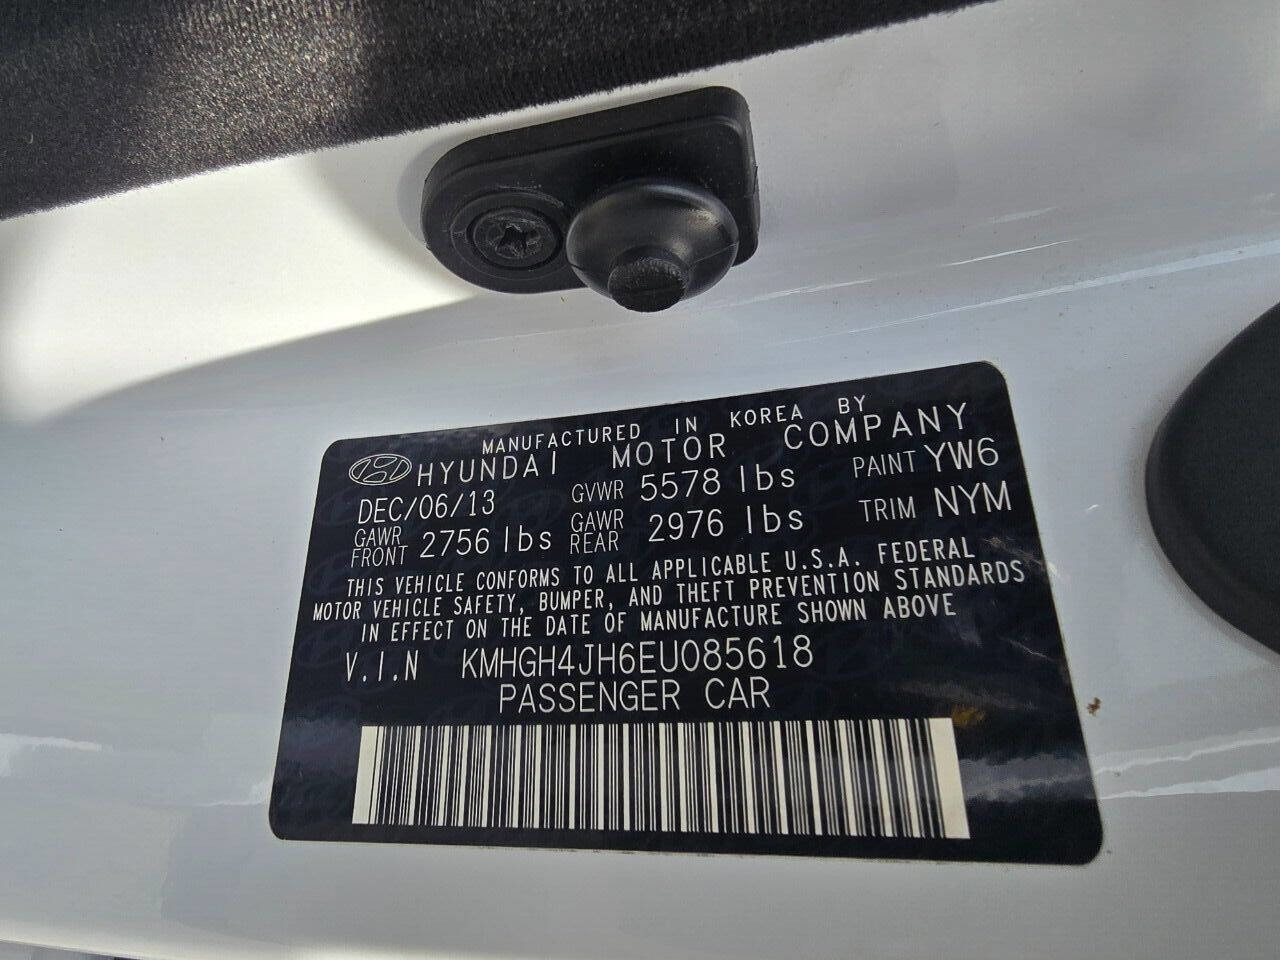 MANUFACTURED IN KOREA BY
HYUNDAI MOTOR COMPANY
DEC/06/13 GVWR 5578 lbs PAINT YW6
GAWR FRONT 2756 lbs GAWR REAR 2976 lbs TRIM NYM
THIS VEHICLE CONFORMS TO ALL APPLICABLE U.S.A. FEDERAL
MOTOR VEHICLE SAFETY, BUMPER, AND THEFT PREVENTION STANDARDS
IN EFFECT ON THE DATE OF MANUFACTURE SHOWN ABOVE
V.I.N KMHGH4JH6EU085618
PASSENGER CAR